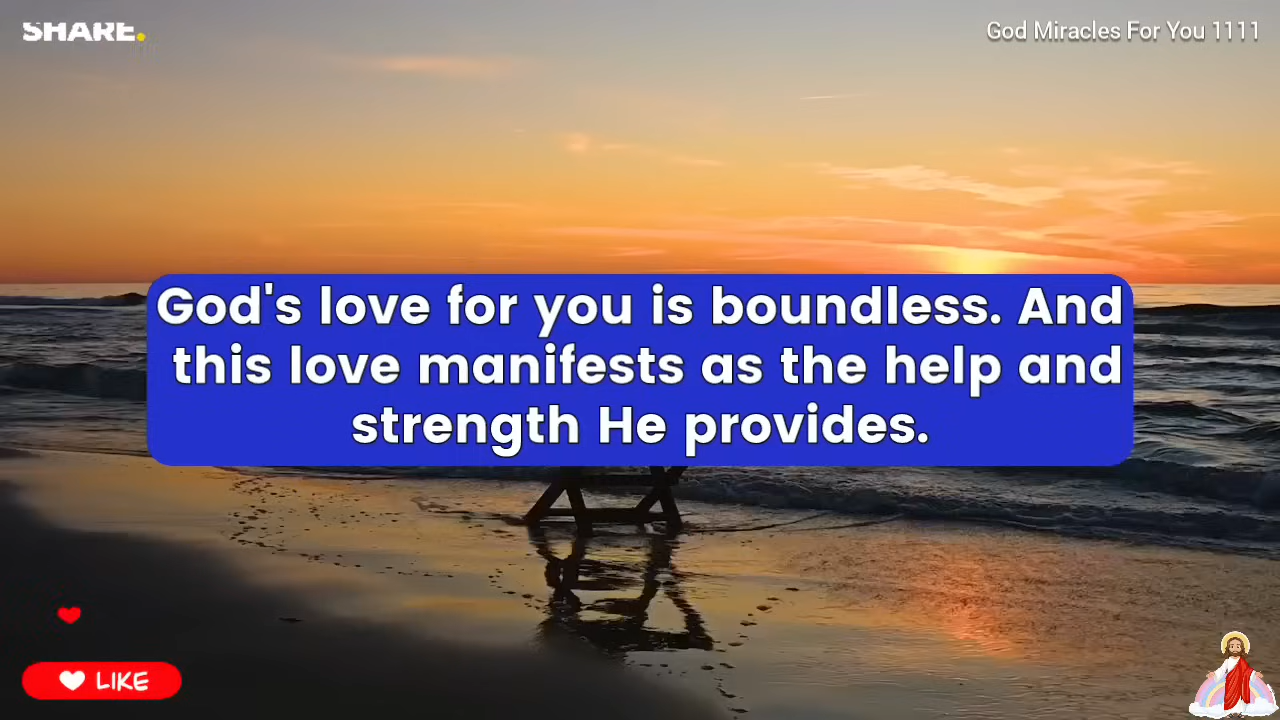 SHARE.
God Miracles For You 1111
God's love for you is boundless. And
this love manifests as the help and
strength He provides.
LIKE